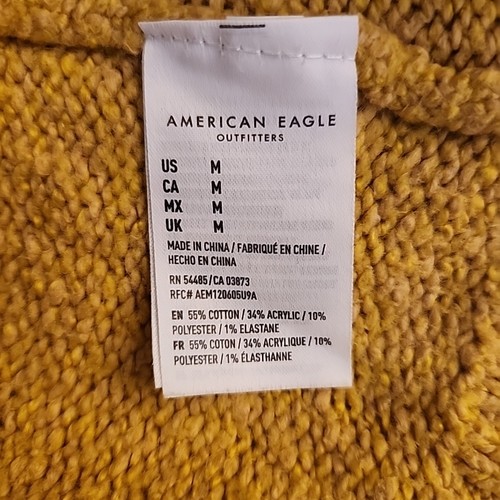 AMERICAN EAGLE
OUTFITTERS
US M
CA M
MX M
UK M
MADE IN CHINA / FABRIQUÉ EN CHINE /
HECHO EN CHINA
RN 54485/CA 03873
RFC# AEM120605U9A
EN 55% COTTON / 34% ACRYLIC / 10%
POLYESTER / 1% ELASTANE
FR 55% COTON / 34% ACRYLIQUE / 10%
POLYESTER / 1% ÉLASTHANNE